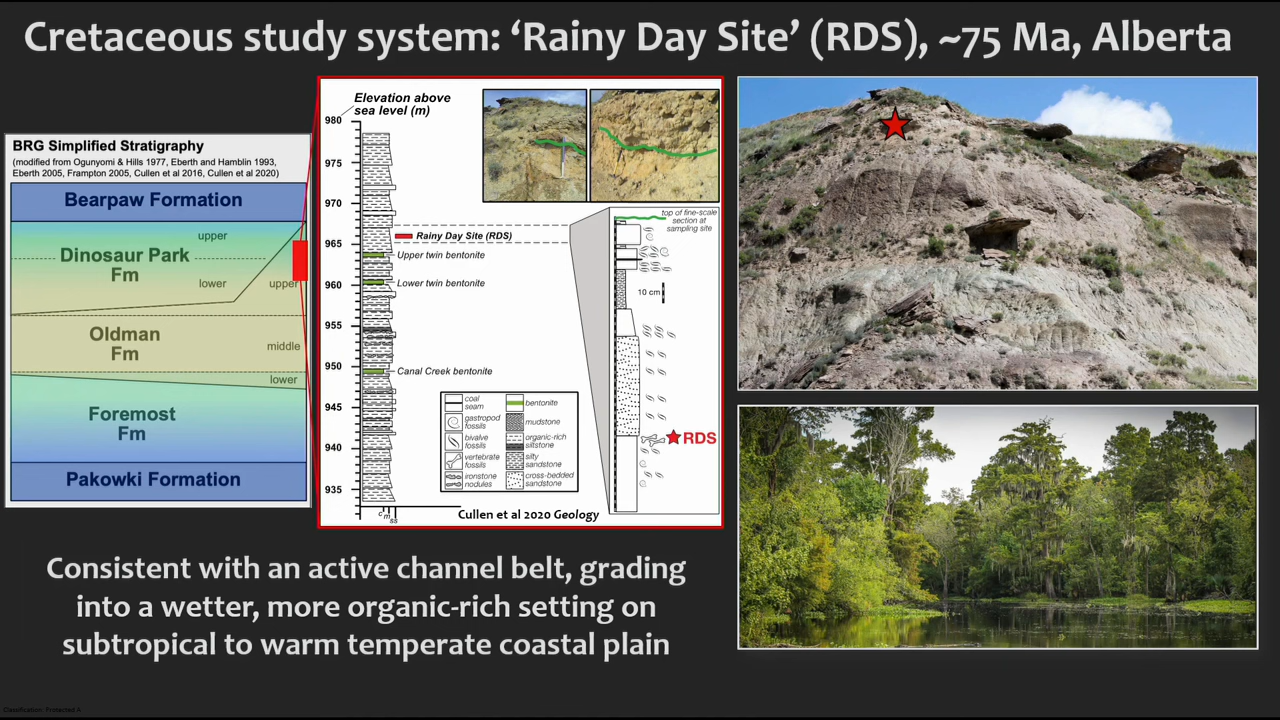 Cretaceous study system: ‘Rainy Day Site’ (RDS), ~75 Ma, Alberta
BRG Simplified Stratigraphy
(modified from Ogunyomi & Hills 1977, Eberth and Hamblin 1993,
Eberth 2005, Frampton 2005, Cullen et al 2016, Cullen et al 2020)
Bearpaw Formation
upper
Dinosaur Park
Fm
lower
upper
Oldman
Fm
middle
lower
Foremost
Fm
Pakowki Formation
Elevation above
sea level (m)
980
975
970
965
960
955
950
945
940
935
Rainy Day Site (RDS)
Upper twin bentonite
Lower twin bentonite
Canal Creek bentonite
top of fine-scale
section at
sampling site
10 cm
RDS
coal
seam
gastropod
fossils
bivalve
fossils
vertebrate
fossils
ironstone
nodules
bentonite
mudstone
organic-rich
siltstone
silty
sandstone
cross-bedded
sandstone
c
m
ss
Cullen et al 2020 Geology
Consistent with an active channel belt, grading
into a wetter, more organic-rich setting on
subtropical to warm temperate coastal plain
Classification: Protected A